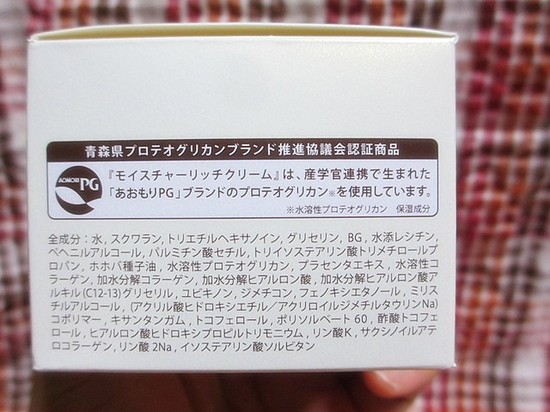 青森県プロテオグリカンブランド推進協議会認証商品
AOMORI PG
『モイスチャーリッチクリーム』は、産学官連携で生まれた
「あおもりPG」ブランドのプロテオグリカン※を使用しています。
※水溶性プロテオグリカン 保湿成分
全成分：水，スクワラン，トリエチルヘキサノイン，グリセリン，BG，水添レシチン，
ベヘニルアルコール，パルミチン酸セチル，トリイソステアリン酸トリメチロールプ
ロパン，ホホバ種子油，水溶性プロテオグリカン，プラセンタエキス，水溶性コ
ラーゲン，加水分解コラーゲン，加水分解ヒアルロン酸，加水分解ヒアルロン酸ア
ルキル(C12-13)グリセリル，ユビキノン，ジメチコン，フェノキシエタノール，ミリス
チルアルコール，(アクリル酸ヒドロキシエチル／アクリロイルジメチルタウリンNa)
コポリマー，キサンタンガム，トコフェロール，ポリソルベート60，酢酸トコフェ
ロール，ヒアルロン酸ヒドロキシプロピルトリモニウム，リン酸K，サクシノイルアテ
ロコラーゲン，リン酸2Na，イソステアリン酸ソルビタン